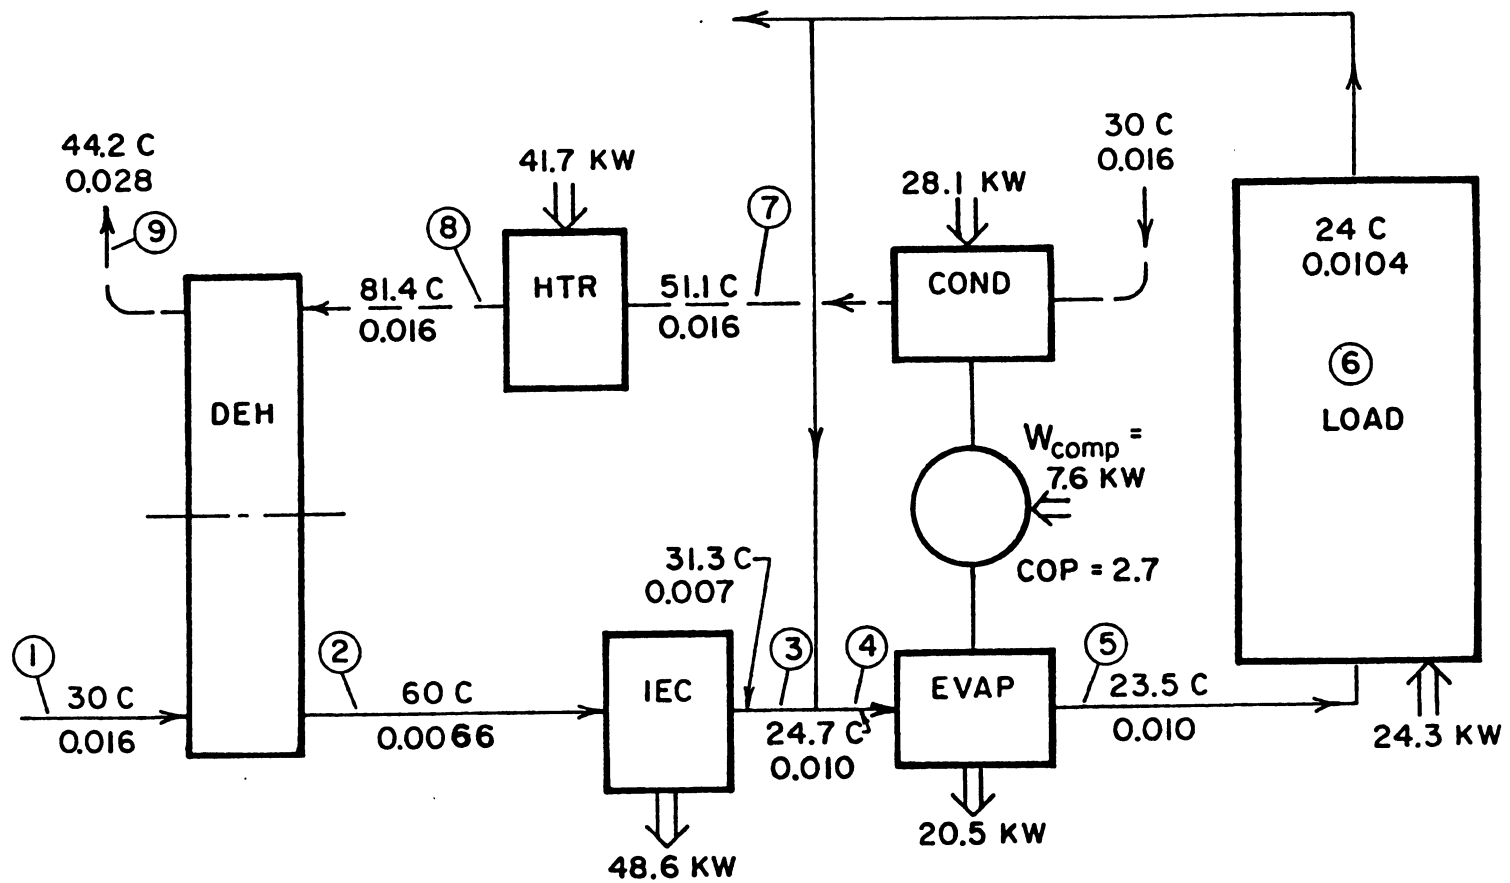 44.2 C
0.028
9
41.7 KW
8
7
28.1 KW
30 C
0.016
24 C
0.0104
6
LOAD
81.4 C
0.016
HTR
51.1 C
0.016
COND
DEH
Wcomp =
7.6 KW
COP = 2.7
31.3 C
0.007
1
30 C
0.016
2
60 C
0.0066
IEC
3
4
24.7 C
0.010
EVAP
5
23.5 C
0.010
24.3 KW
48.6 KW
20.5 KW